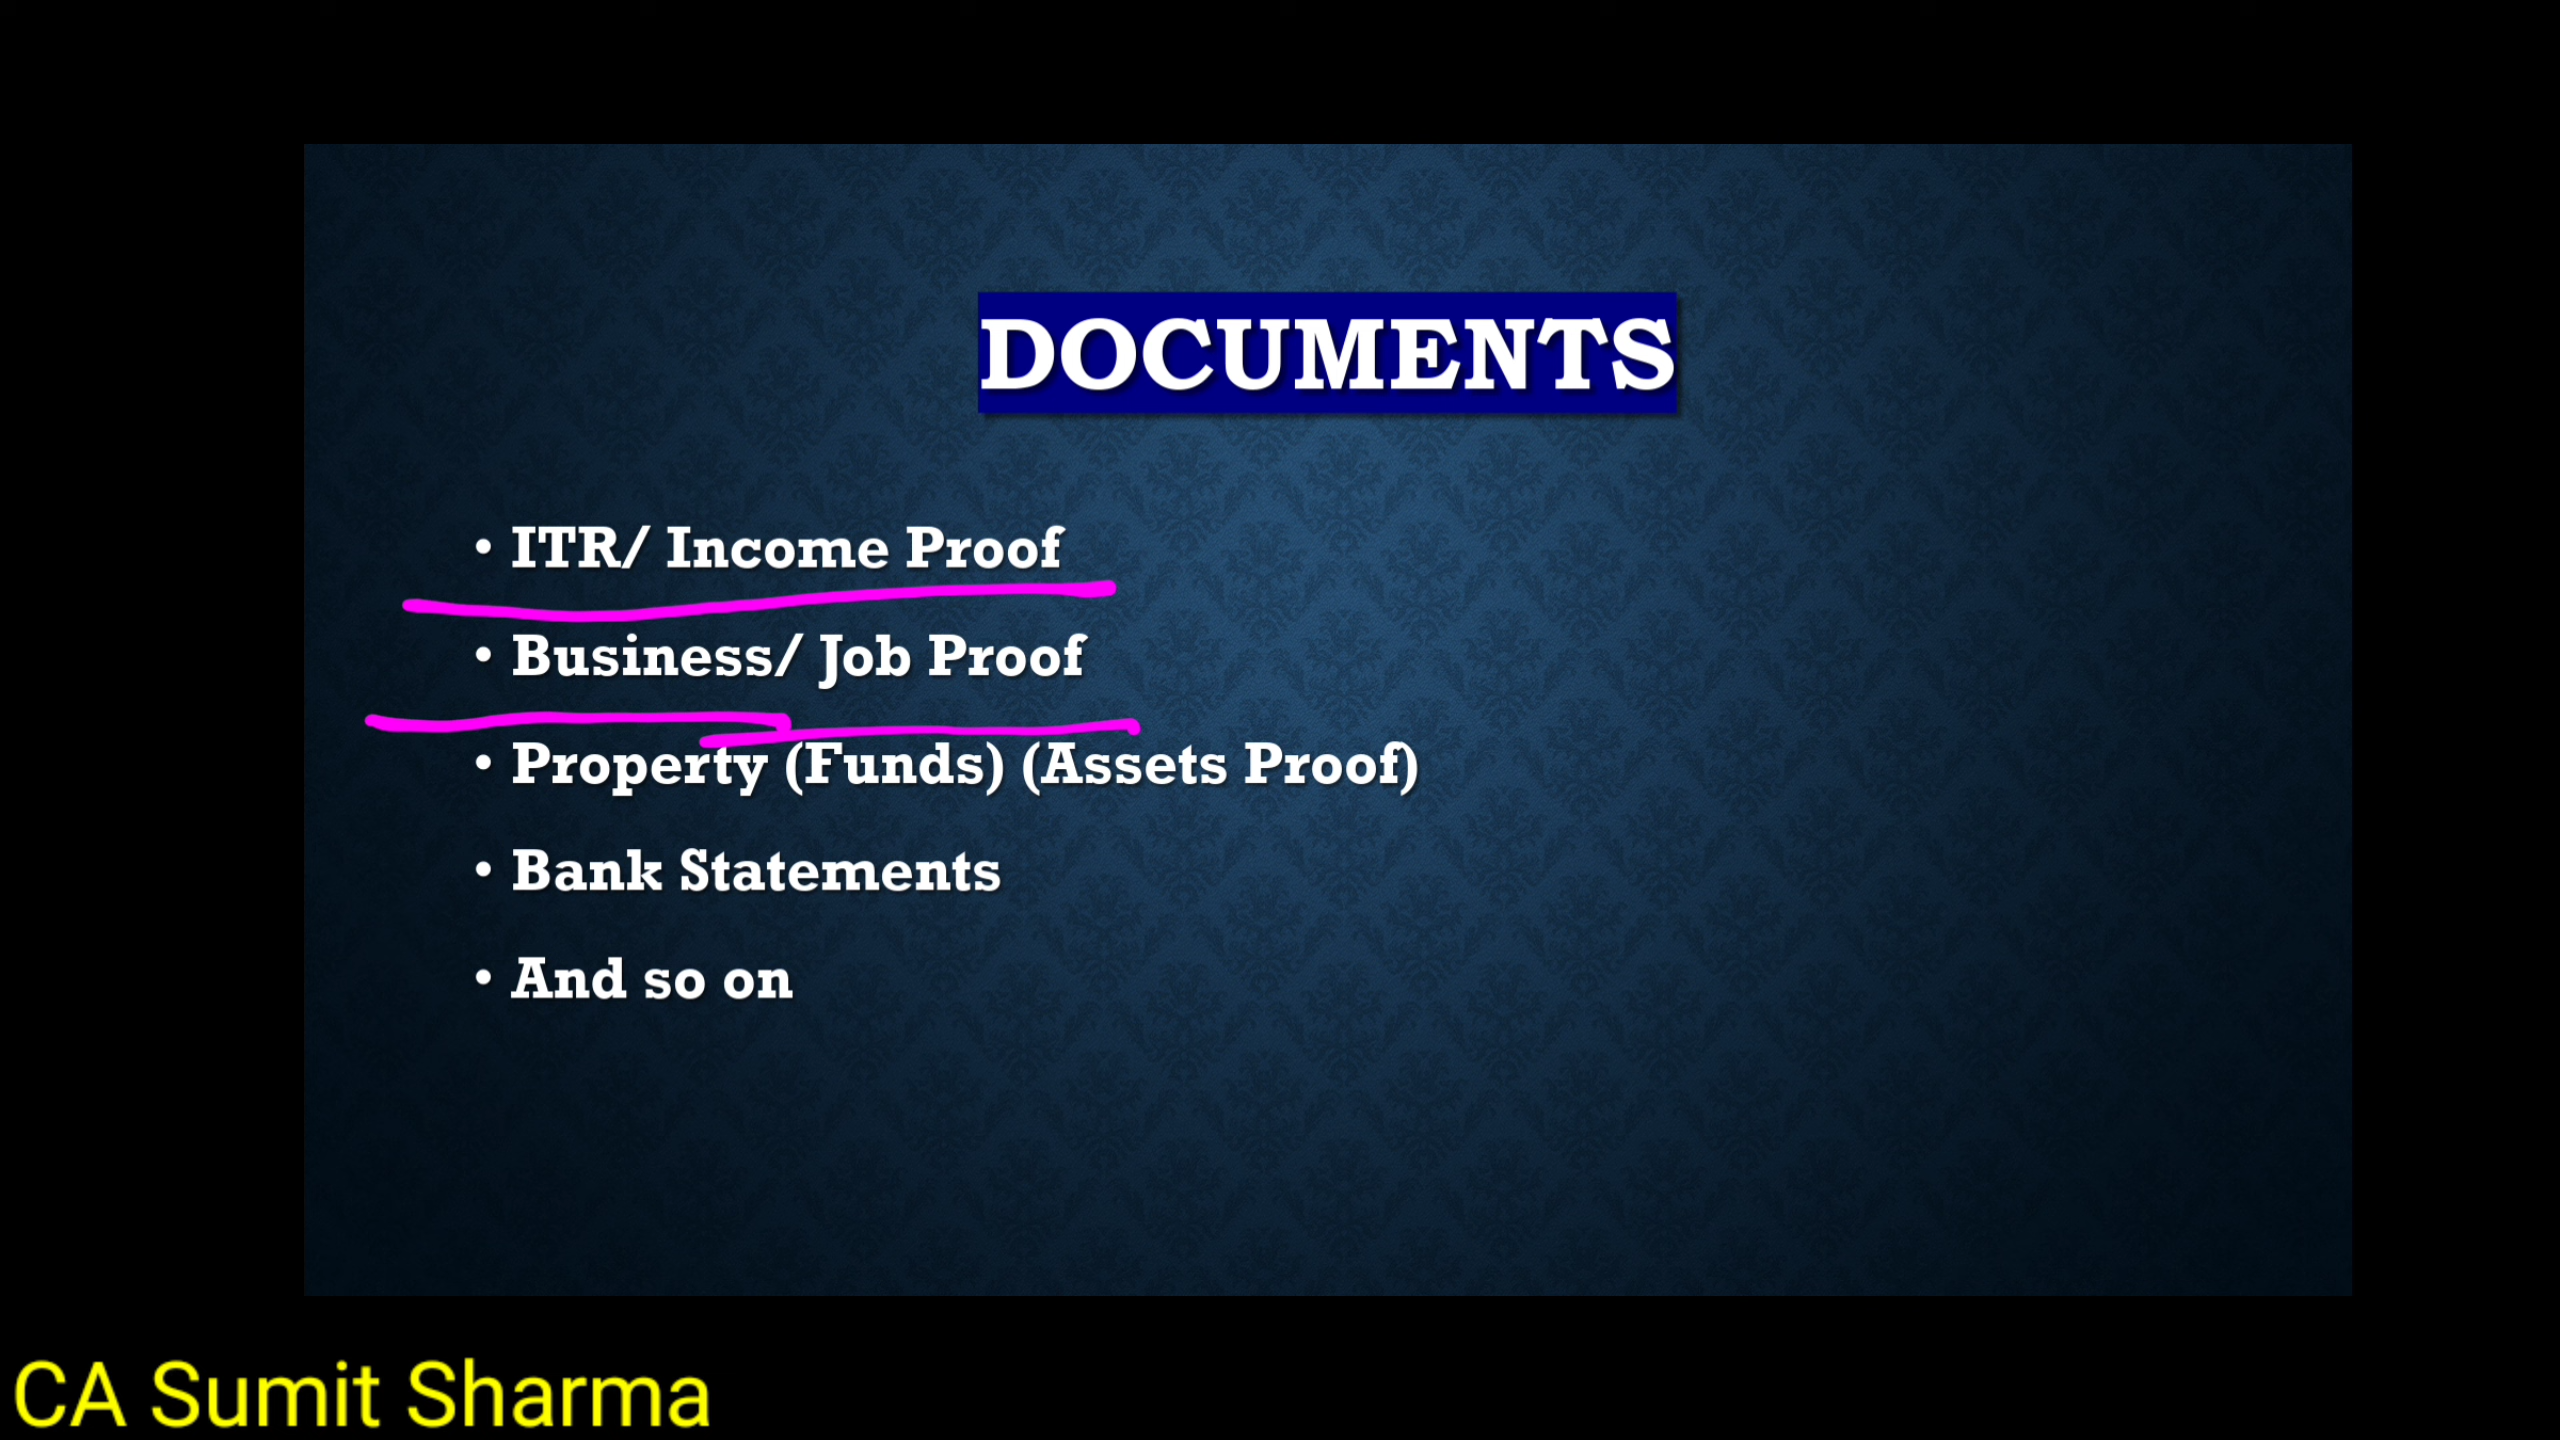 DOCUMENTS
• ITR/ Income Proof
• Business/ Job Proof
• Property (Funds) (Assets Proof)
• Bank Statements
• And so on
CA Sumit Sharma